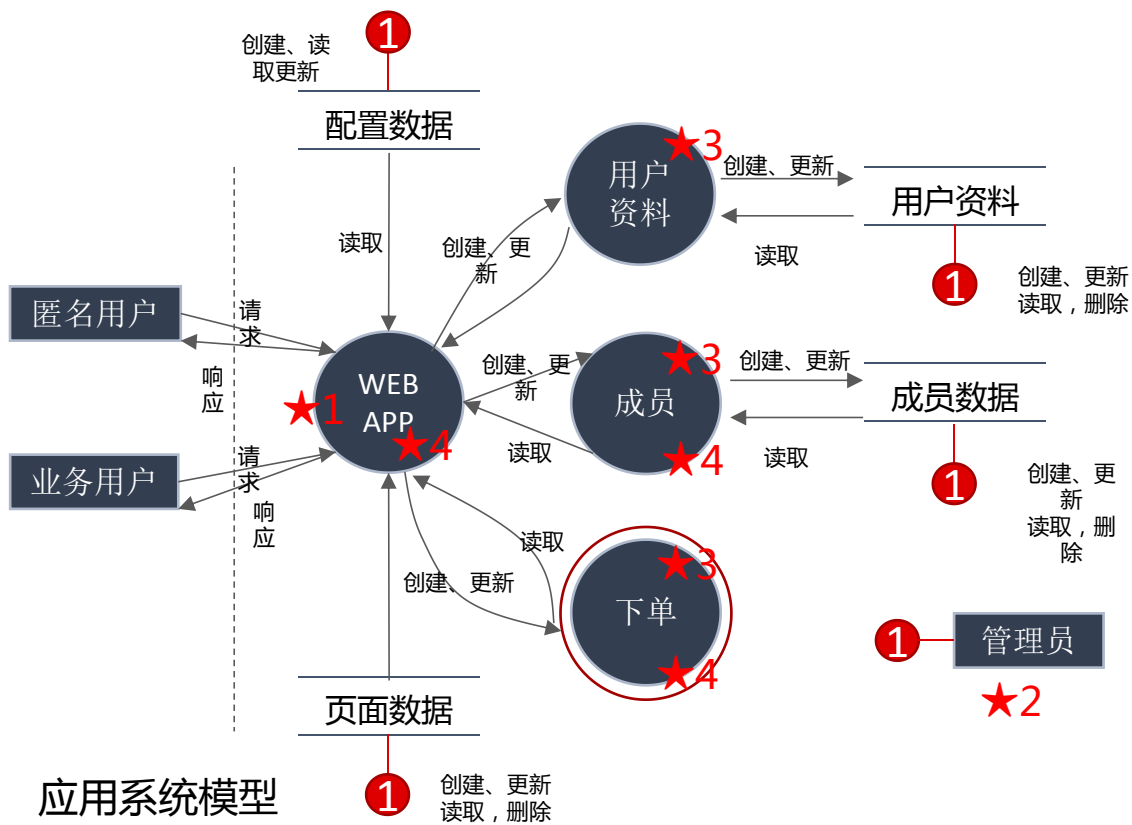 1
创建、读
取更新
配置数据
★3
用户
资料
创建、更新
用户资料
读取
创建、更
新
读取
1
创建、更新
读取，删除
匿名用户
请
求
响
应
WEB
APP
★1
★4
创建、更
新
读取
★3
成员
★4
创建、更新
成员数据
读取
1
创建、更
新
读取，删
除
业务用户
请
求
响
应
读取
创建、更新
★3
下单
★4
1
管理员
★2
页面数据
1
创建、更新
读取，删除
应用系统模型